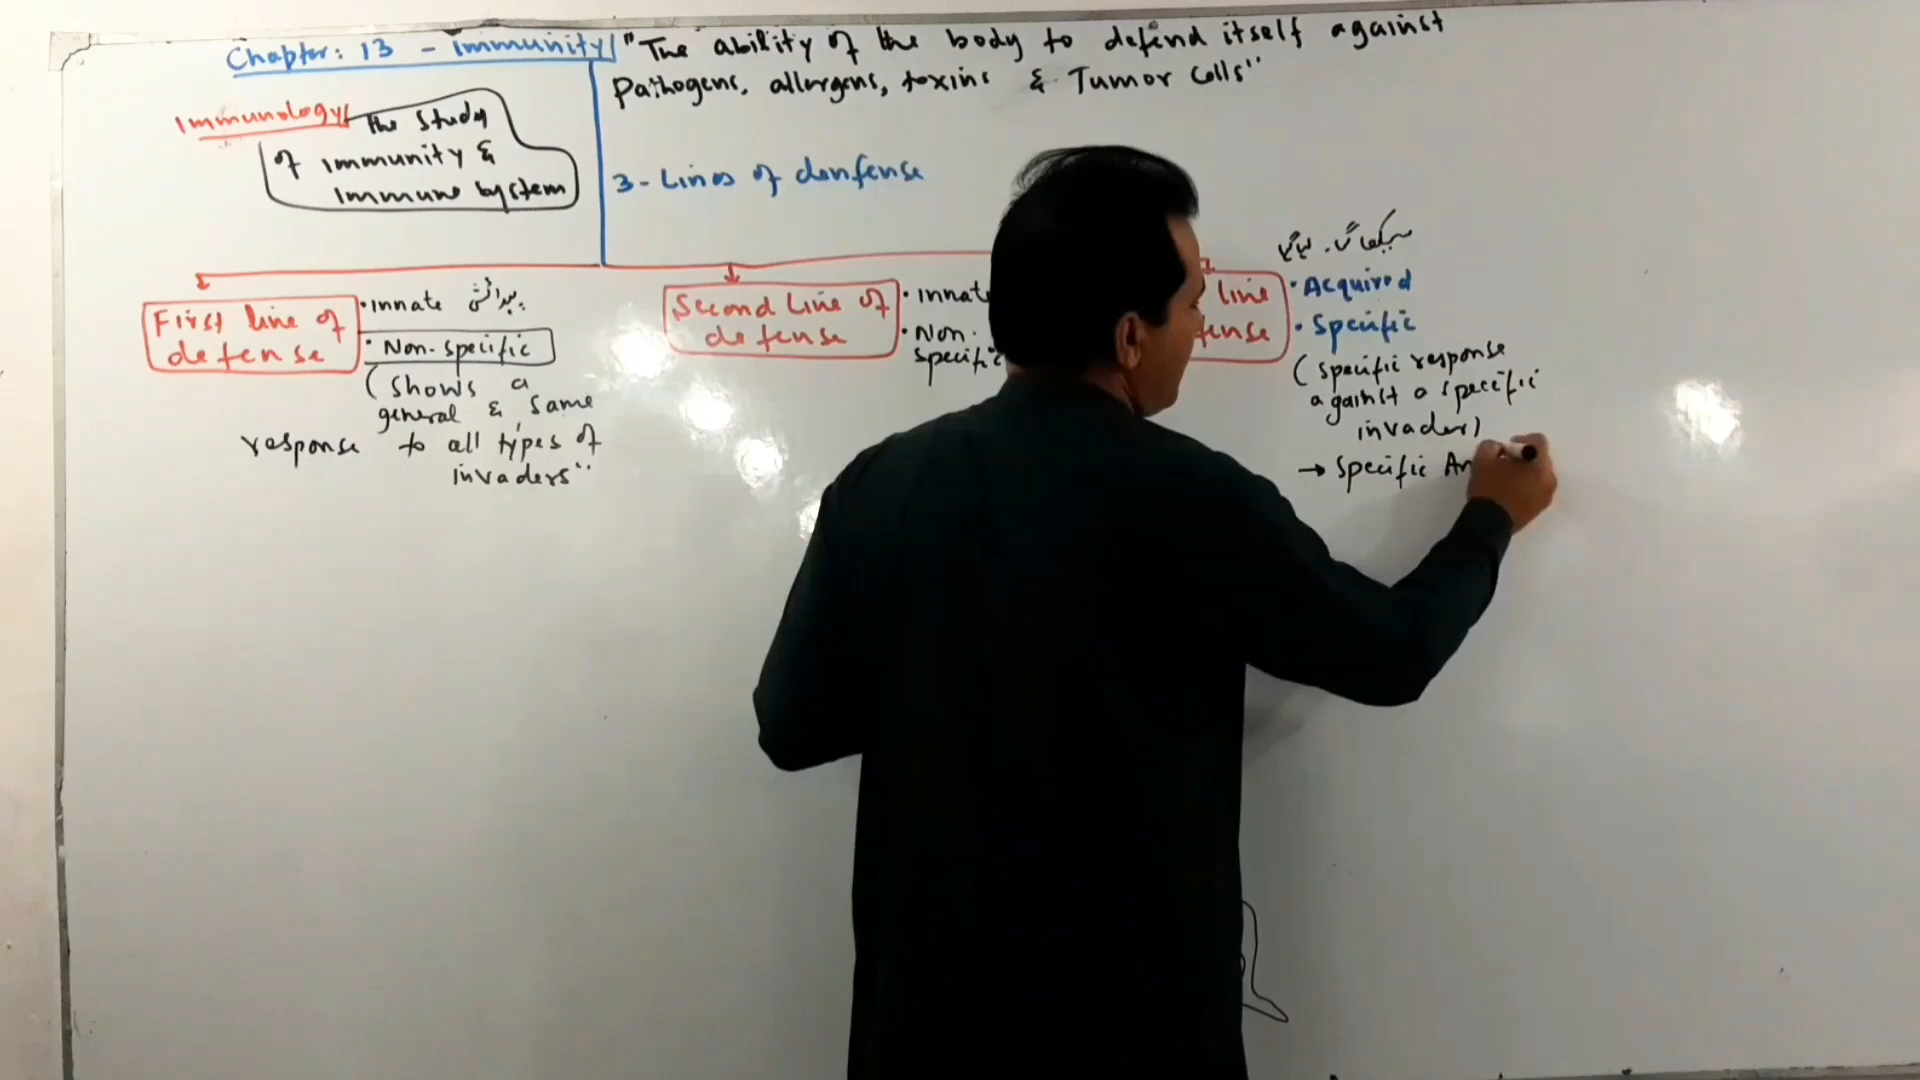 Chapter: 13 - Immunity
"The ability of the body to defend itself against
Pathogens, allergens, toxins & Tumor Cells"
Immunology
the study
of immunity &
Immune System
3-Lines of denfense
First line of
defense
• Innate پیدائشی
• Non-specific
(shows a
general & same
response to all types of
invaders"
Second Line of
defense
• Innate
• Non-
specific
line
• Acquired
• Specific
(specific response
against a specific
invader)
→ Specific An